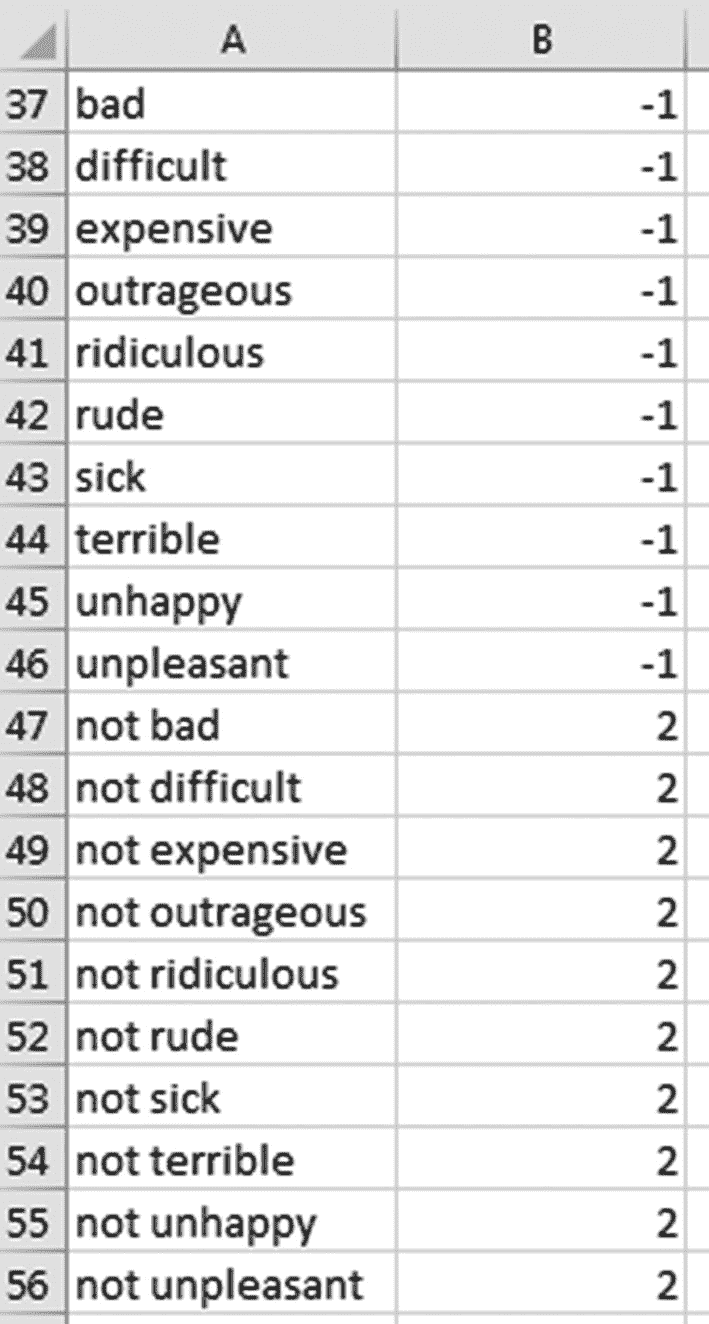 A B
37 bad -1
38 difficult -1
39 expensive -1
40 outrageous -1
41 ridiculous -1
42 rude -1
43 sick -1
44 terrible -1
45 unhappy -1
46 unpleasant -1
47 not bad 2
48 not difficult 2
49 not expensive 2
50 not outrageous 2
51 not ridiculous 2
52 not rude 2
53 not sick 2
54 not terrible 2
55 not unhappy 2
56 not unpleasant 2